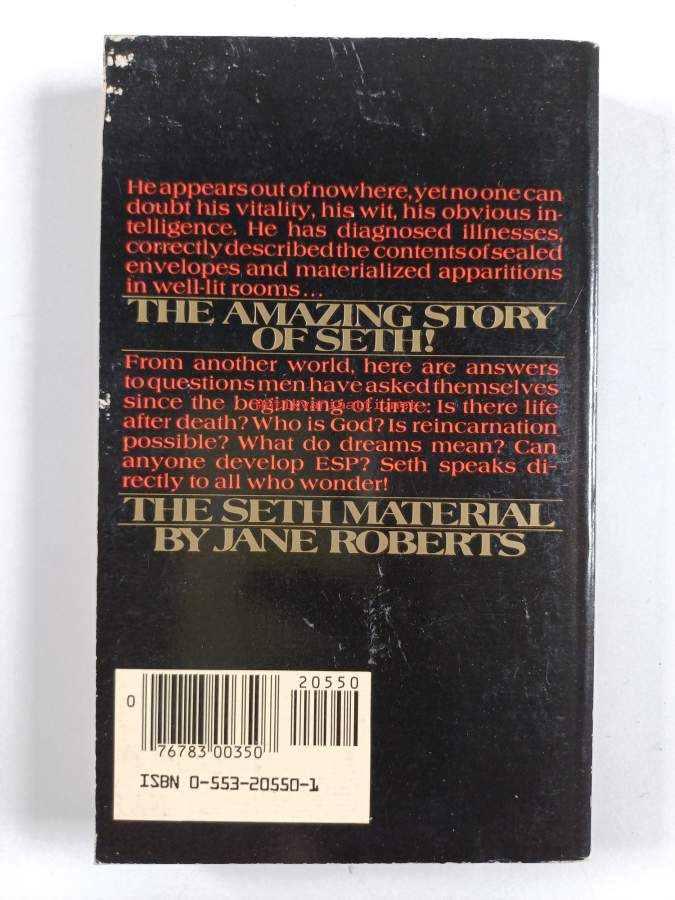 He appears out of nowhere, yet no one can
doubt his vitality, his wit, his obvious in-
telligence. He has diagnosed illnesses,
correctly described the contents of sealed
envelopes and materialized apparitions
in well-lit rooms...
THE AMAZING STORY
OF SETH!
From another world, here are answers
to questions men have asked themselves
since the beginning of time: Is there life
after death? Who is God? Is reincarnation
possible? What do dreams mean? Can
anyone develop ESP? Seth speaks di-
rectly to all who wonder!
THE SETH MATERIAL
BY JANE ROBERTS
20550
0
76783 00350
ISBN 0-553-20550-1